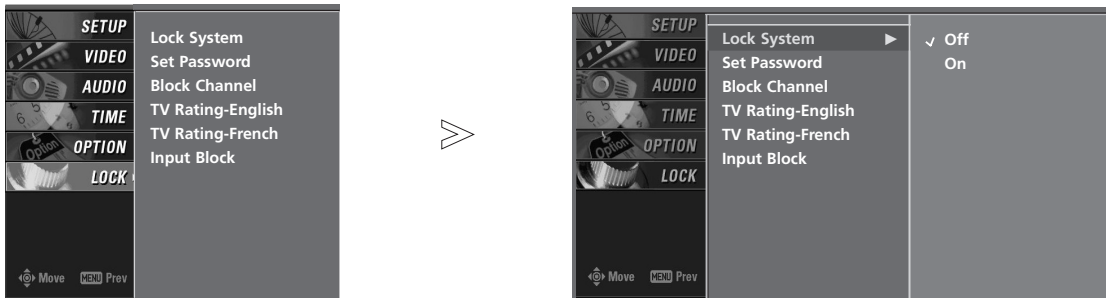 SETUP
VIDEO
AUDIO
TIME
OPTION
LOCK
Lock System
Set Password
Block Channel
TV Rating-English
TV Rating-French
Input Block
Option
Move MENU Prev
SETUP
VIDEO
AUDIO
TIME
OPTION
LOCK
Lock System ►
Set Password
Block Channel
TV Rating-English
TV Rating-French
Input Block
✓ Off
On
Option
Move MENU Prev